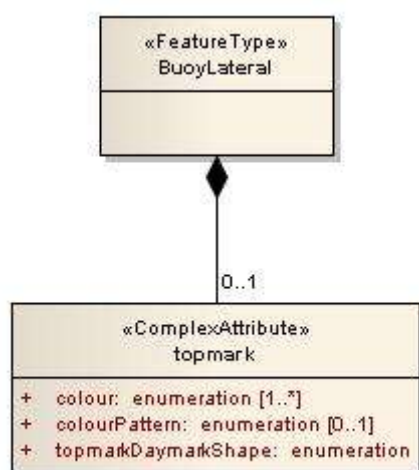 «FeatureType»
BuoyLateral
0..1
«ComplexAttribute»
topmark
+ colour: enumeration [1..*]
+ colourPattern: enumeration [0..1]
+ topmarkDaymarkShape: enumeration